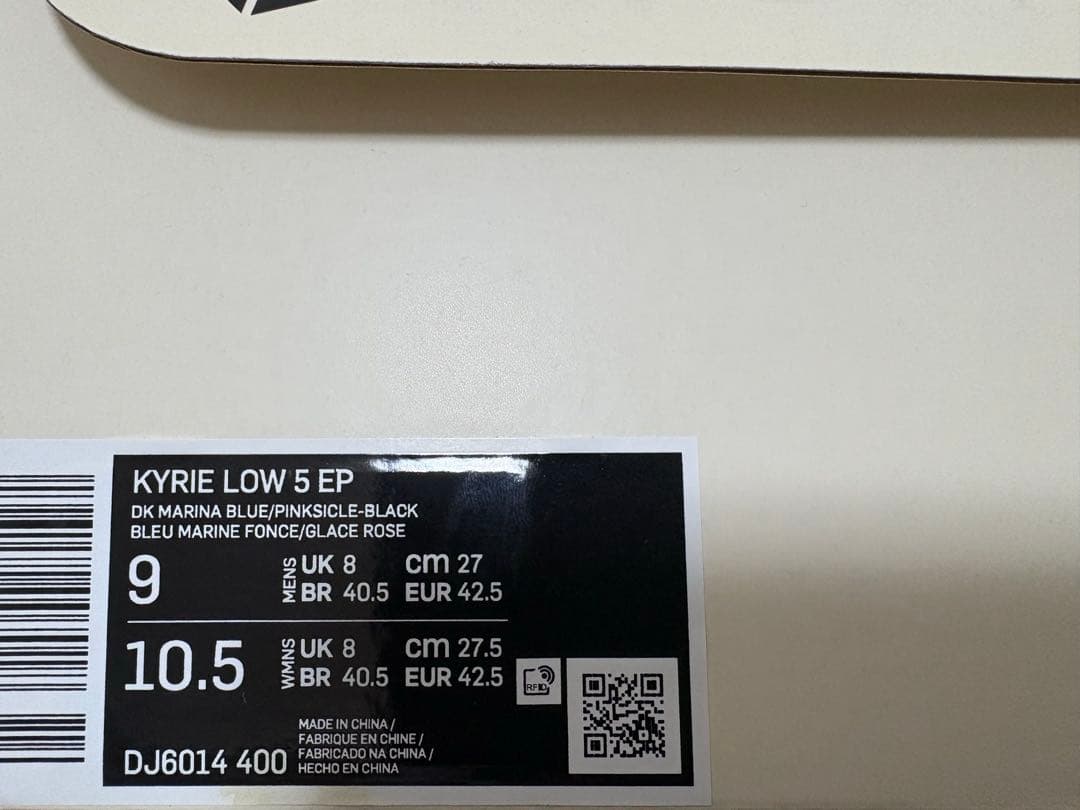 KYRIE LOW 5 EP
DK MARINA BLUE/PINKSICLE-BLACK
BLEU MARINE FONCE/GLACE ROSE
9 MENS UK 8 cm 27
BR 40.5 EUR 42.5
10.5 WMNS UK 8 cm 27.5
BR 40.5 EUR 42.5
RFID
MADE IN CHINA /
FABRIQUE EN CHINE /
FABRICADO NA CHINA /
HECHO EN CHINA
DJ6014 400